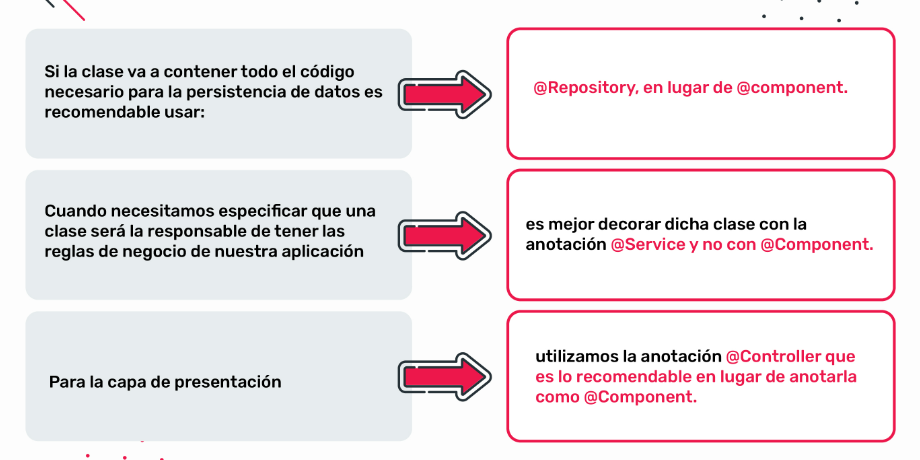 Si la clase va a contener todo el código
necesario para la persistencia de datos es
recomendable usar:
@Repository, en lugar de @component.
Cuando necesitamos especificar que una
clase será la responsable de tener las
reglas de negocio de nuestra aplicación
es mejor decorar dicha clase con la
anotación @Service y no con @Component.
Para la capa de presentación
utilizamos la anotación @Controller que
es lo recomendable en lugar de anotarla
como @Component.